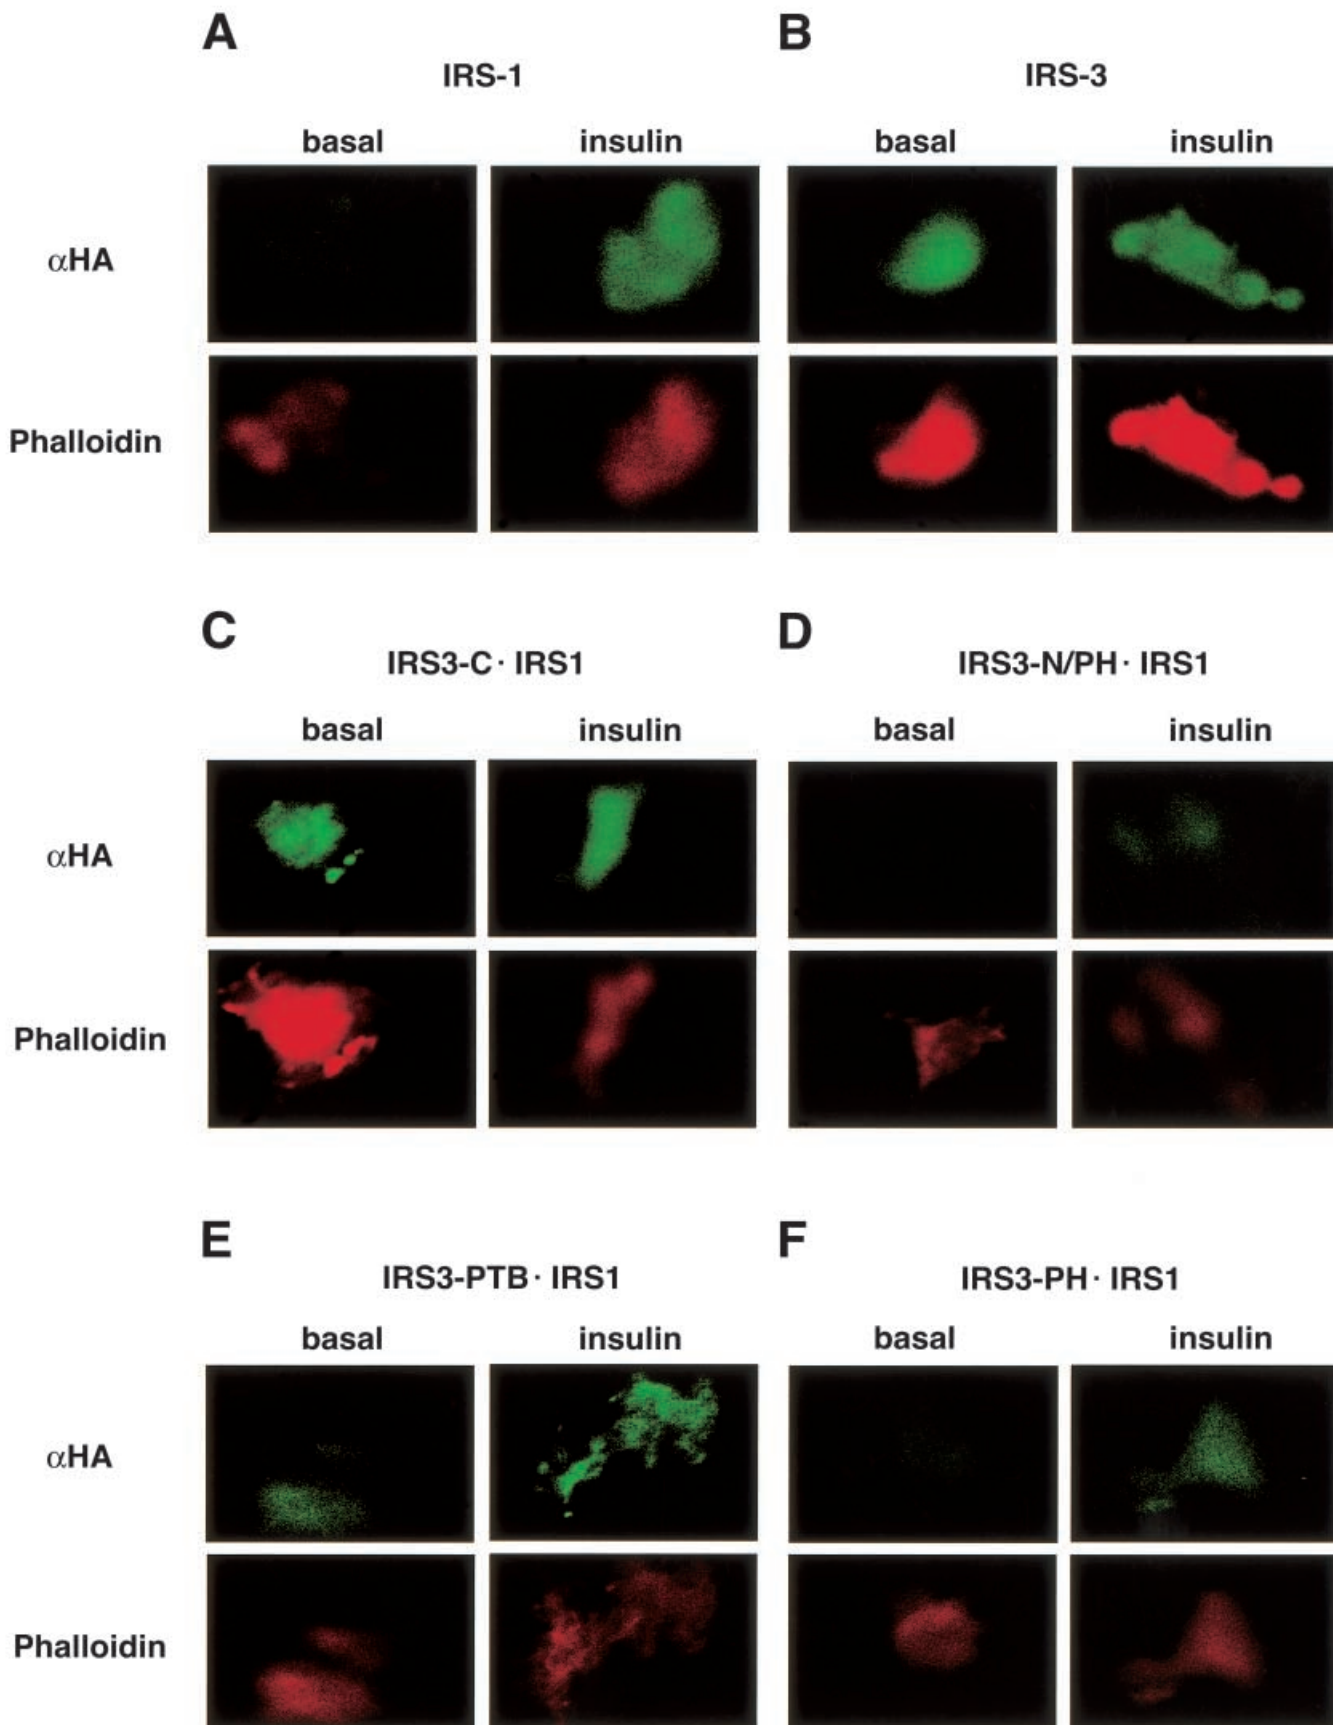 A
B
IRS-1
IRS-3
basal
insulin
basal
insulin
αHA
Phalloidin
C
D
IRS3-C · IRS1
IRS3-N/PH · IRS1
basal
insulin
basal
insulin
αHA
Phalloidin
E
F
IRS3-PTB · IRS1
IRS3-PH · IRS1
basal
insulin
basal
insulin
αHA
Phalloidin